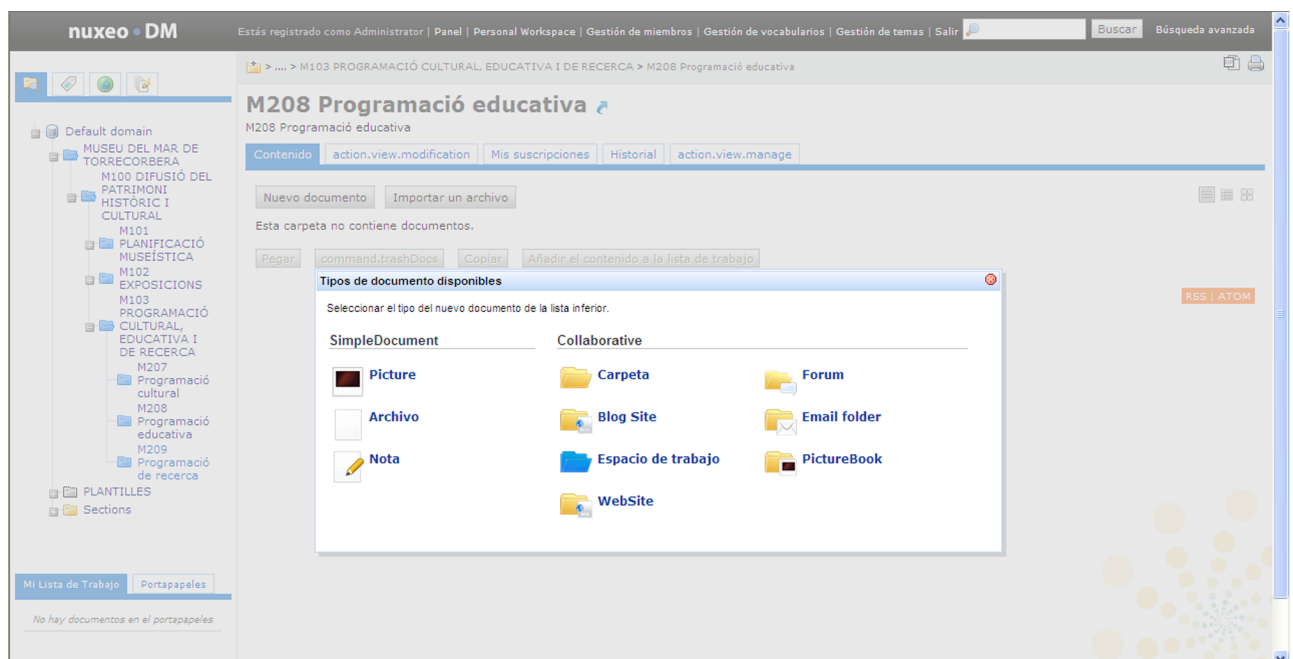 nuxeo DM
Estás registrado como Administrator | Panel | Personal Workspace | Gestión de miembros | Gestión de vocabularios | Gestión de temas | Salir
Buscar
Búsqueda avanzada
> .... > M103 PROGRAMACIÓ CULTURAL, EDUCATIVA I DE RECERCA > M208 Programació educativa
M208 Programació educativa
M208 Programació educativa
Contenido
action.view.modification
Mis suscripciones
Historial
action.view.manage
Nuevo documento
Importar un archivo
Esta carpeta no contiene documentos.
Pegar
command.trashDocs
Copiar
Añadir el contenido a la lista de trabajo
RSS | ATOM
Default domain
MUSEU DEL MAR DE
TORRECORBERA
M100 DIFUSIÓ DEL
PATRIMONI
HISTÒRIC I
CULTURAL
M101
PLANIFICACIÓ
MUSEÍSTICA
M102
EXPOSICIONS
M103
PROGRAMACIÓ
CULTURAL,
EDUCATIVA I
DE RECERCA
M207
Programació
cultural
M208
Programació
educativa
M209
Programació
de recerca
PLANTILLES
Sections
Mi Lista de Trabajo
Portapapeles
No hay documentos en el portapapeles
Tipos de documento disponibles
Seleccionar el tipo del nuevo documento de la lista inferior.
SimpleDocument
Picture
Archivo
Nota
Collaborative
Carpeta
Forum
Blog Site
Email folder
Espacio de trabajo
PictureBook
WebSite